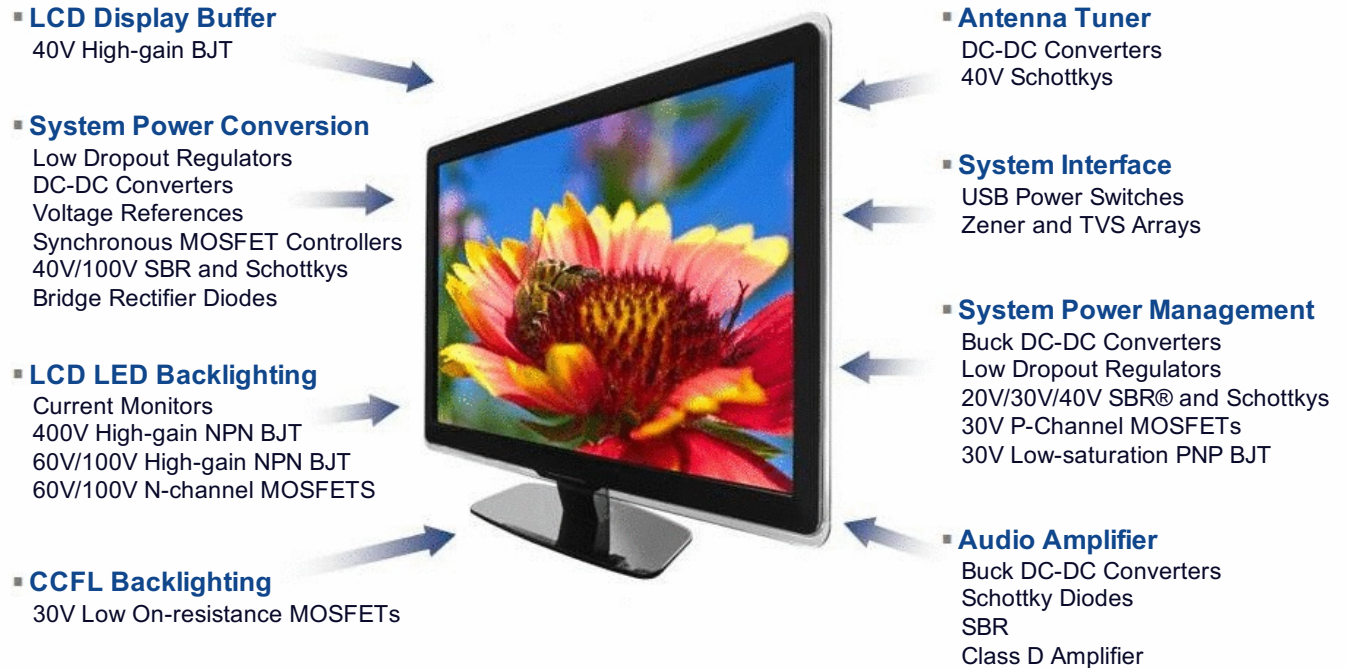 LCD Display Buffer
40V High-gain BJT
System Power Conversion
Low Dropout Regulators
DC-DC Converters
Voltage References
Synchronous MOSFET Controllers
40V/100V SBR and Schottkys
Bridge Rectifier Diodes
LCD LED Backlighting
Current Monitors
400V High-gain NPN BJT
60V/100V High-gain NPN BJT
60V/100V N-channel MOSFETS
CCFL Backlighting
30V Low On-resistance MOSFETs
Antenna Tuner
DC-DC Converters
40V Schottkys
System Interface
USB Power Switches
Zener and TVS Arrays
System Power Management
Buck DC-DC Converters
Low Dropout Regulators
20V/30V/40V SBR® and Schottkys
30V P-Channel MOSFETs
30V Low-saturation PNP BJT
Audio Amplifier
Buck DC-DC Converters
Schottky Diodes
SBR
Class D Amplifier